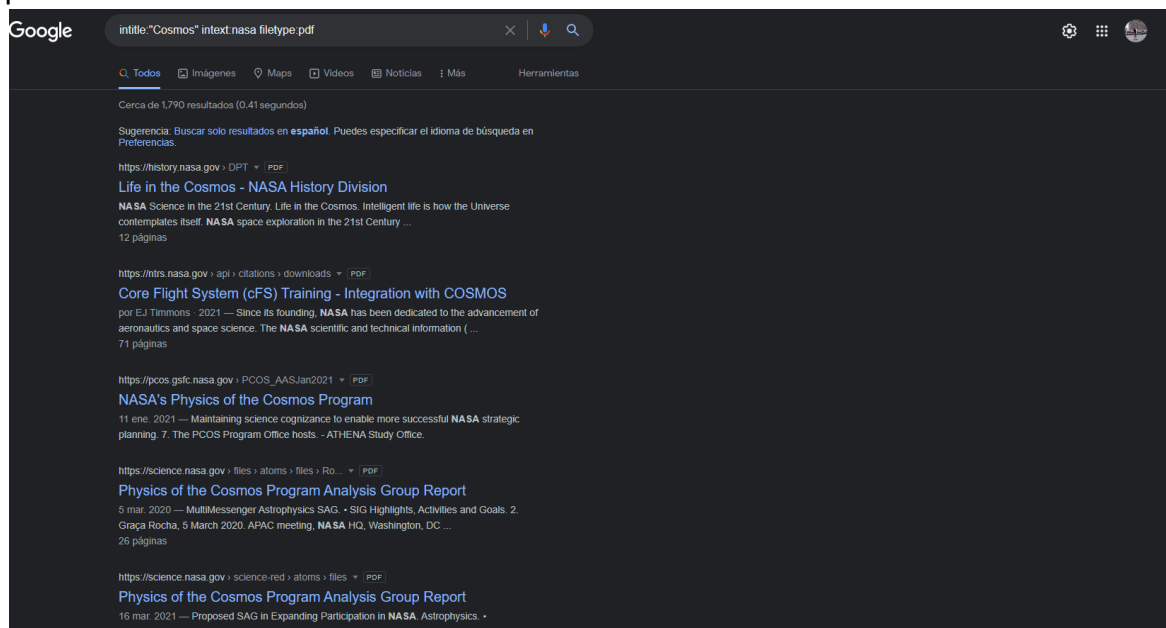 Google
intitle:"Cosmos" intext:nasa filetype:pdf
Todos Imágenes Maps Videos Noticias Más Herramientas
Cerca de 1,790 resultados (0.41 segundos)
Sugerencia: Buscar solo resultados en español. Puedes especificar el idioma de búsqueda en
Preferencias.
https://history.nasa.gov › DPT PDF
Life in the Cosmos - NASA History Division
NASA Science in the 21st Century. Life in the Cosmos. Intelligent life is how the Universe
contemplates itself. NASA space exploration in the 21st Century ...
12 páginas
https://ntrs.nasa.gov › api › citations › downloads PDF
Core Flight System (cFS) Training - Integration with COSMOS
por EJ Timmons · 2021 — Since its founding, NASA has been dedicated to the advancement of
aeronautics and space science. The NASA scientific and technical information ( ...
71 páginas
https://pcos.gsfc.nasa.gov › PCOS_AASJan2021 PDF
NASA's Physics of the Cosmos Program
11 ene. 2021 — Maintaining science cognizance to enable more successful NASA strategic
planning. 7. The PCOS Program Office hosts. - ATHENA Study Office.
https://science.nasa.gov › files › atoms › files › Ro... PDF
Physics of the Cosmos Program Analysis Group Report
5 mar. 2020 — MultiMessenger Astrophysics SAG. • SIG Highlights, Activities and Goals. 2.
Graça Rocha, 5 March 2020. APAC meeting, NASA HQ, Washington, DC ...
26 páginas
https://science.nasa.gov › science-red › atoms › files PDF
Physics of the Cosmos Program Analysis Group Report
16 mar. 2021 — Proposed SAG in Expanding Participation in NASA. Astrophysics. •